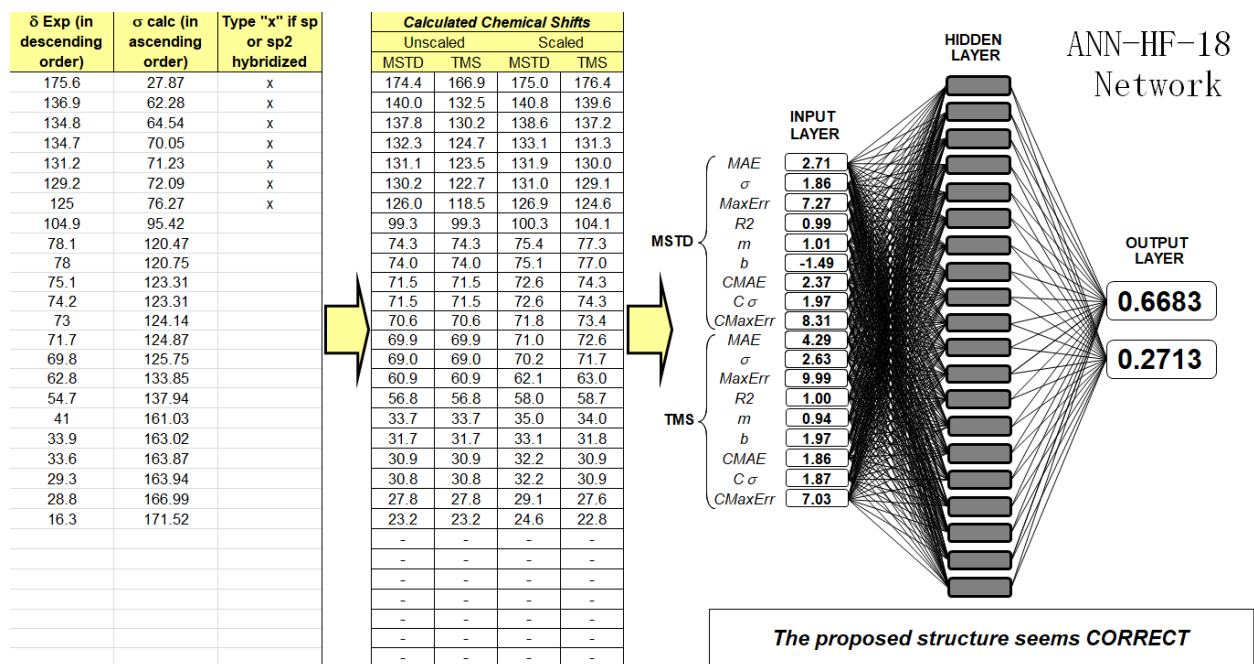 δ Exp (in descending order) σ calc (in ascending order) Type "x" if sp or sp2 hybridized
175.6 27.87 x
136.9 62.28 x
134.8 64.54 x
134.7 70.05 x
131.2 71.23 x
129.2 72.09 x
125 76.27 x
104.9 95.42
78.1 120.47
78 120.75
75.1 123.31
74.2 123.31
73 124.14
71.7 124.87
69.8 125.75
62.8 133.85
54.7 137.94
41 161.03
33.9 163.02
33.6 163.87
29.3 163.94
28.8 166.99
16.3 171.52
Calculated Chemical Shifts
Unscaled Scaled
MSTD TMS MSTD TMS
174.4 166.9 175.0 176.4
140.0 132.5 140.8 139.6
137.8 130.2 138.6 137.2
132.3 124.7 133.1 131.3
131.1 123.5 131.9 130.0
130.2 122.7 131.0 129.1
126.0 118.5 126.9 124.6
99.3 99.3 100.3 104.1
74.3 74.3 75.4 77.3
74.0 74.0 75.1 77.0
71.5 71.5 72.6 74.3
71.5 71.5 72.6 74.3
70.6 70.6 71.8 73.4
69.9 69.9 71.0 72.6
69.0 69.0 70.2 71.7
60.9 60.9 62.1 63.0
56.8 56.8 58.0 58.7
33.7 33.7 35.0 34.0
31.7 31.7 33.1 31.8
30.9 30.9 32.2 30.9
30.8 30.8 32.2 30.9
27.8 27.8 29.1 27.6
23.2 23.2 24.6 22.8
- - - -
- - - -
- - - -
- - - -
- - - -
- - - -
- - - -
ANN-HF-18
Network
HIDDEN
LAYER
INPUT
LAYER
MSTD
MAE 2.71
σ 1.86
MaxErr 7.27
R2 0.99
m 1.01
b -1.49
CMAE 2.37
C σ 1.97
CMaxErr 8.31
TMS
MAE 4.29
σ 2.63
MaxErr 9.99
R2 1.00
m 0.94
b 1.97
CMAE 1.86
C σ 1.87
CMaxErr 7.03
OUTPUT
LAYER
0.6683
0.2713
The proposed structure seems CORRECT